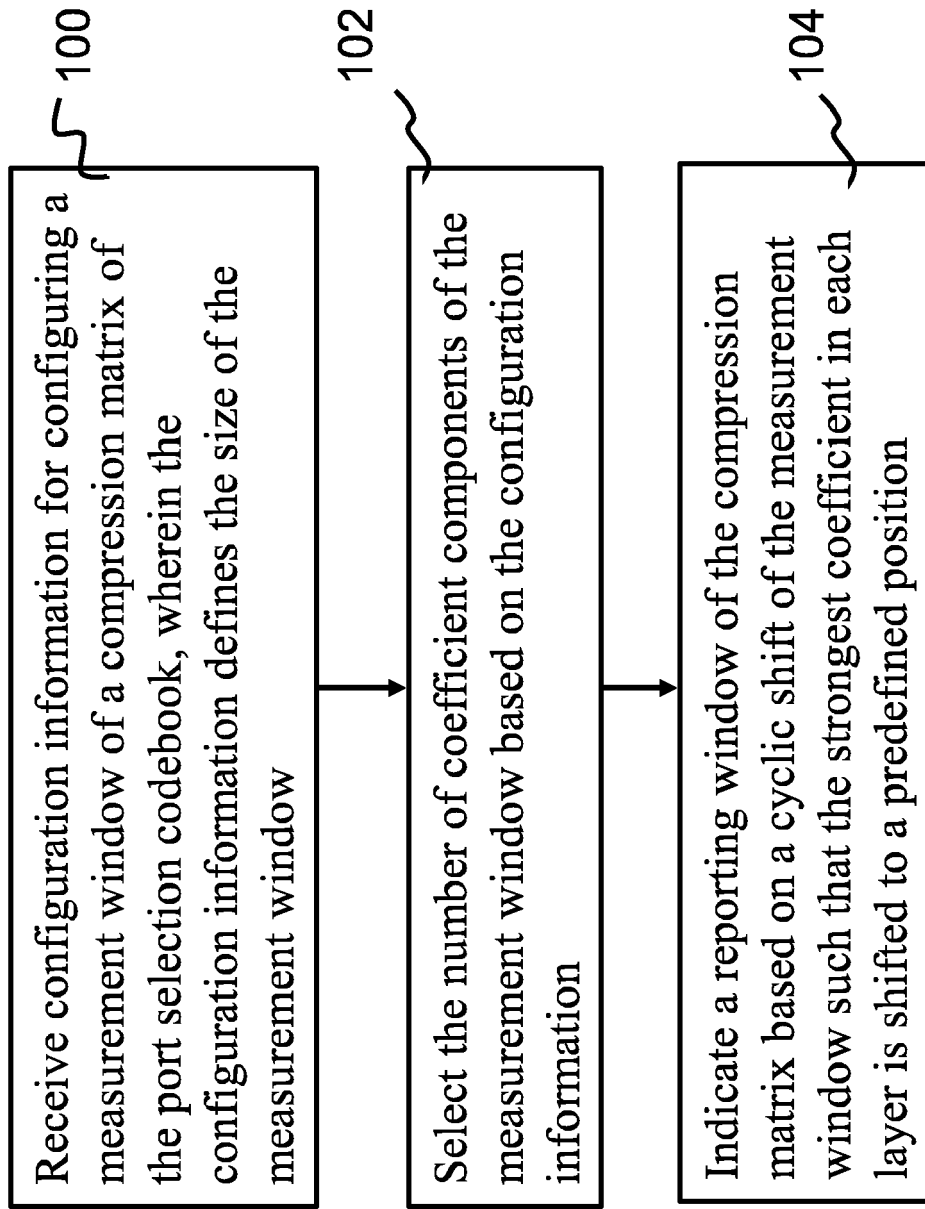 100
Receive configuration information for configuring a
measurement window of a compression matrix of
the port selection codebook, wherein the
configuration information defines the size of the
measurement window
102
Select the number of coefficient components of the
measurement window based on the configuration
information
104
Indicate a reporting window of the compression
matrix based on a cyclic shift of the measurement
window such that the strongest coefficient in each
layer is shifted to a predefined position